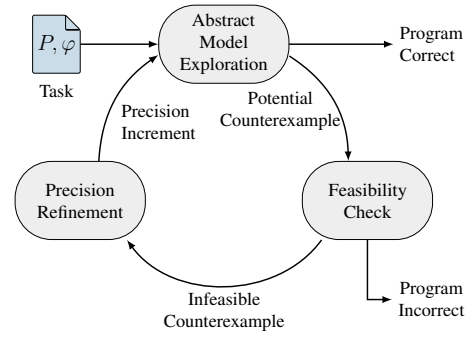 P, φ
Task
Abstract
Model
Exploration
Program
Correct
Potential
Counterexample
Precision
Increment
Precision
Refinement
Feasibility
Check
Infeasible
Counterexample
Program
Incorrect